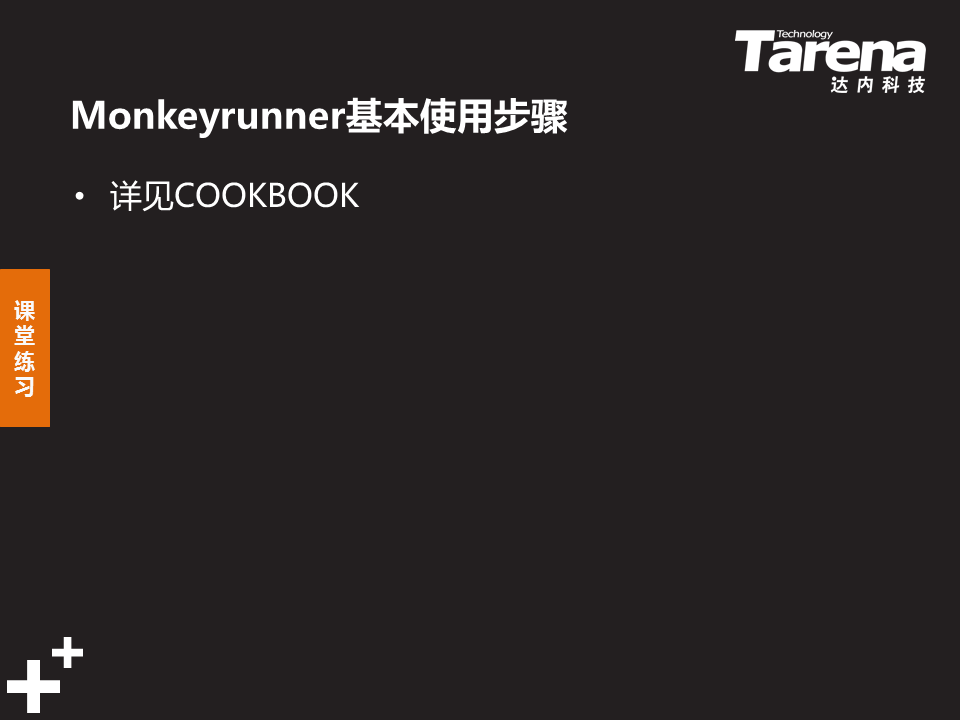 Technology
Tarena
达内科技
Monkeyrunner基本使用步骤
• 详见COOKBOOK
课
堂
练
习